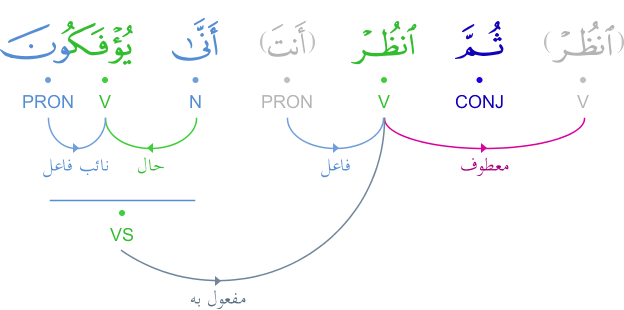 (ٱنظُرْ) ثُمَّ ٱنظُرْ (أَنتَ) أَنَّىٰ يُؤْفَكُونَ
V CONJ V PRON N V PRON
معطوف فاعل حال نائب فاعل
VS
مفعول به